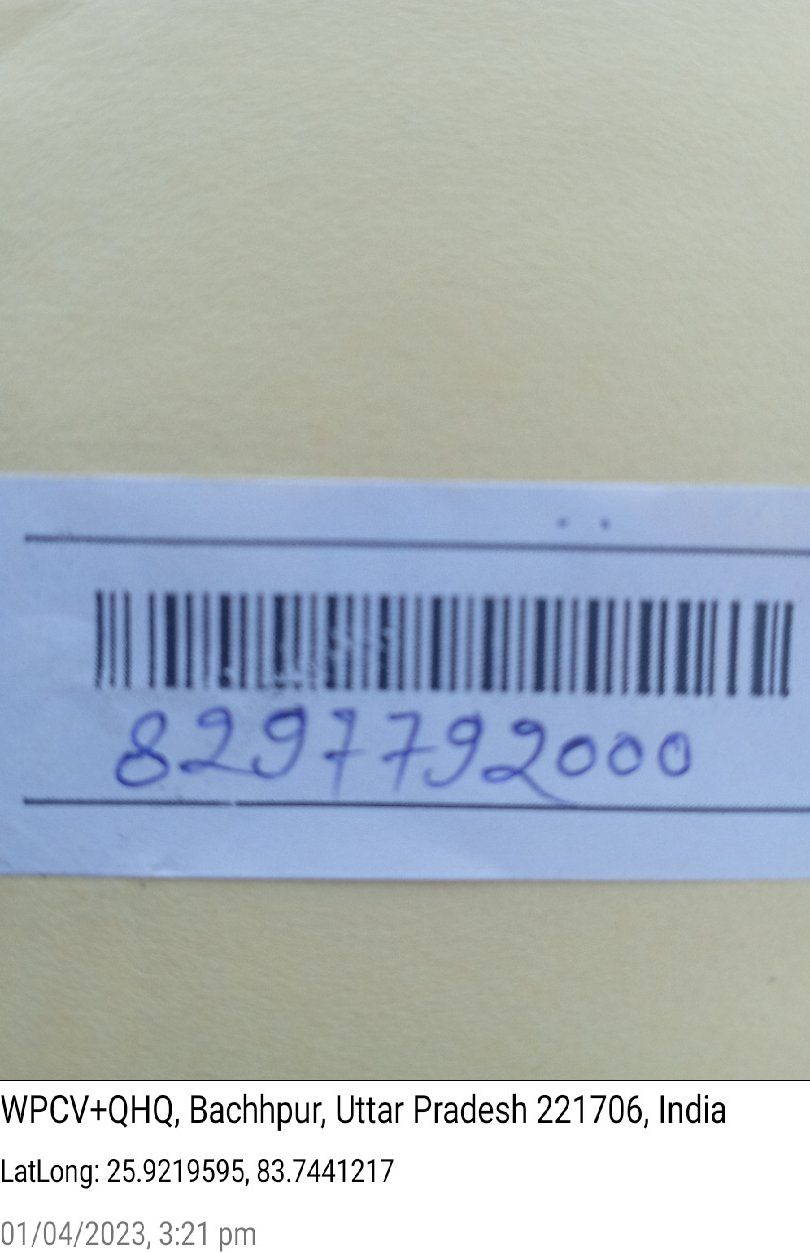 8297792000
WPCV+QHQ, Bachhpur, Uttar Pradesh 221706, India
LatLong: 25.9219595, 83.7441217
01/04/2023, 3:21 pm